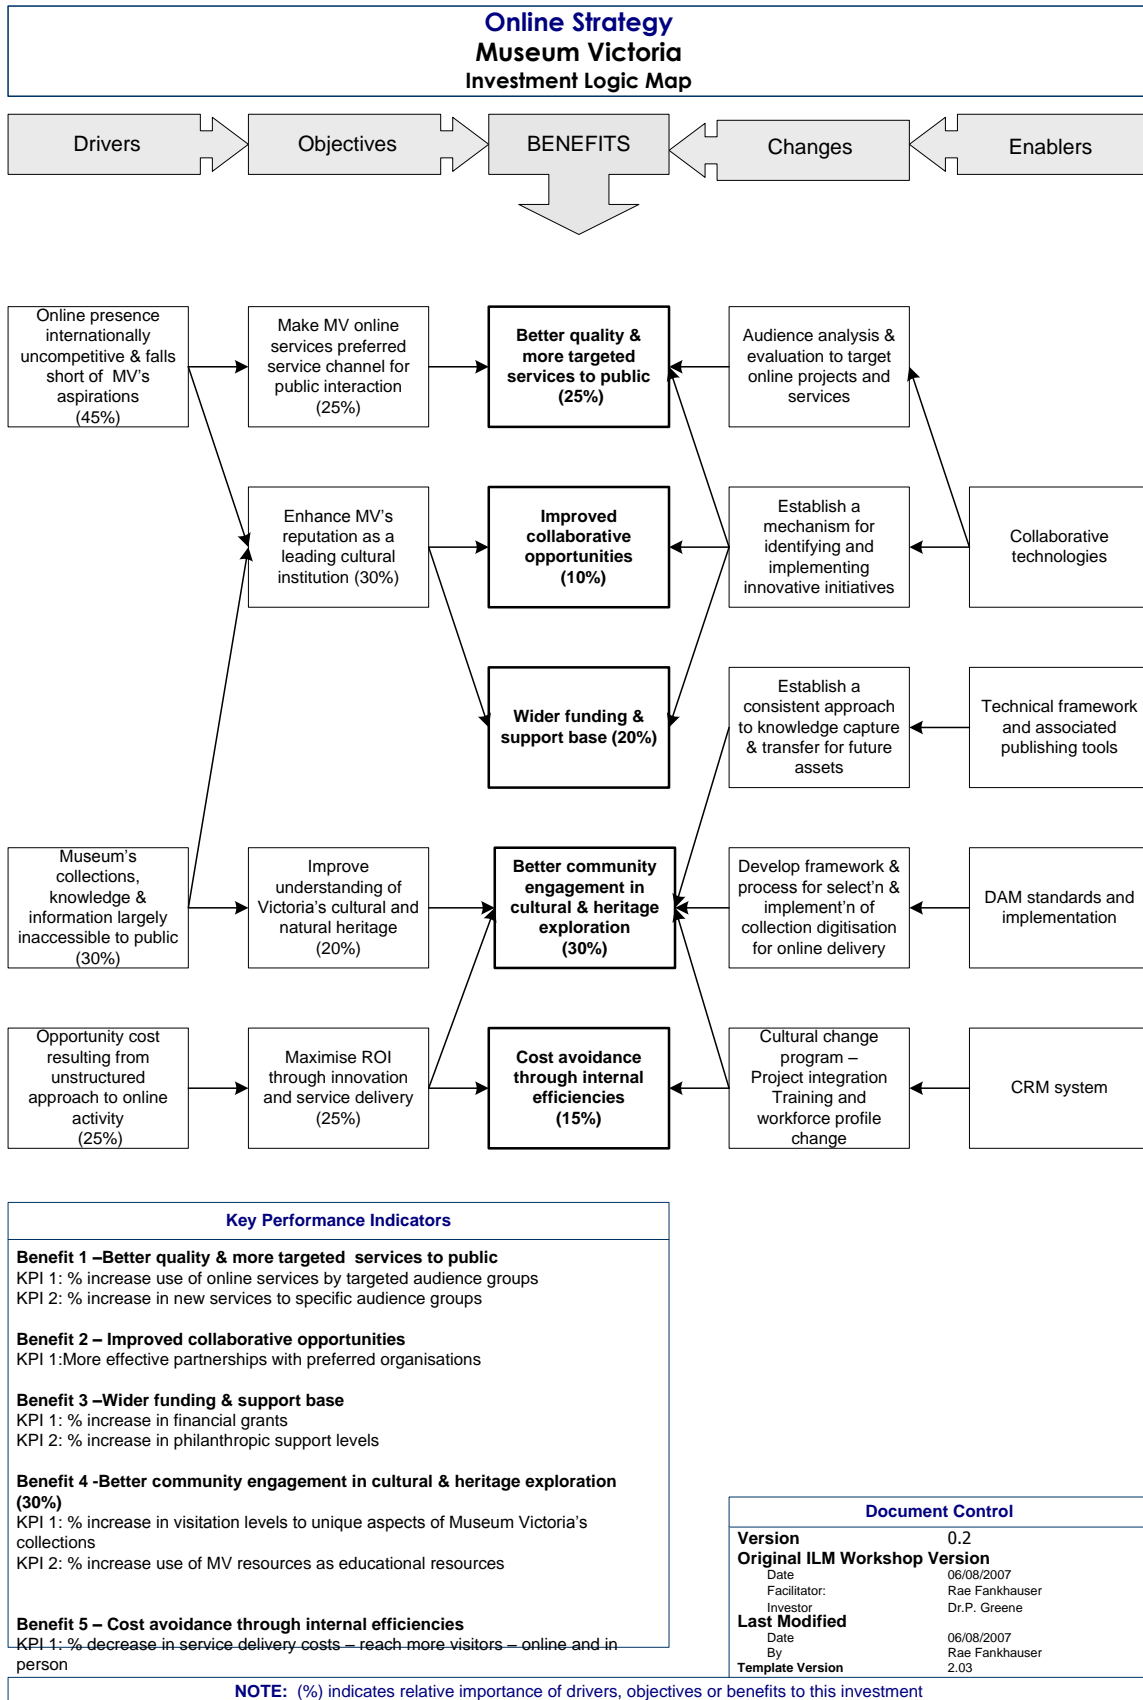 Online Strategy
Museum Victoria
Investment Logic Map
Drivers
Objectives
BENEFITS
Changes
Enablers
Online presence
internationally
uncompetitive & falls
short of MV's
aspirations
(45%)
Make MV online
services preferred
service channel for
public interaction
(25%)
Better quality &
more targeted
services to public
(25%)
Audience analysis &
evaluation to target
online projects and
services
Enhance MV's
reputation as a
leading cultural
institution (30%)
Improved
collaborative
opportunities
(10%)
Establish a
mechanism for
identifying and
implementing
innovative initiatives
Collaborative
technologies
Wider funding &
support base (20%)
Establish a
consistent approach
to knowledge capture
& transfer for future
assets
Technical framework
and associated
publishing tools
Museum's
collections,
knowledge &
information largely
inaccessible to public
(30%)
Improve
understanding of
Victoria's cultural and
natural heritage
(20%)
Better community
engagement in
cultural & heritage
exploration
(30%)
Develop framework &
process for select'n &
implement'n of
collection digitisation
for online delivery
DAM standards and
implementation
Opportunity cost
resulting from
unstructured
approach to online
activity
(25%)
Maximise ROI
through innovation
and service delivery
(25%)
Cost avoidance
through internal
efficiencies
(15%)
Cultural change
program –
Project integration
Training and
workforce profile
change
CRM system
Key Performance Indicators
Benefit 1 –Better quality & more targeted services to public
KPI 1: % increase use of online services by targeted audience groups
KPI 2: % increase in new services to specific audience groups
Benefit 2 – Improved collaborative opportunities
KPI 1:More effective partnerships with preferred organisations
Benefit 3 –Wider funding & support base
KPI 1: % increase in financial grants
KPI 2: % increase in philanthropic support levels
Benefit 4 -Better community engagement in cultural & heritage exploration
(30%)
KPI 1: % increase in visitation levels to unique aspects of Museum Victoria's
collections
KPI 2: % increase use of MV resources as educational resources
Benefit 5 – Cost avoidance through internal efficiencies
KPI 1: % decrease in service delivery costs – reach more visitors – online and in
person
Document Control
Version 0.2
Original ILM Workshop Version
Date 06/08/2007
Facilitator: Rae Fankhauser
Investor Dr.P. Greene
Last Modified
Date 06/08/2007
By Rae Fankhauser
Template Version 2.03
NOTE: (%) indicates relative importance of drivers, objectives or benefits to this investment